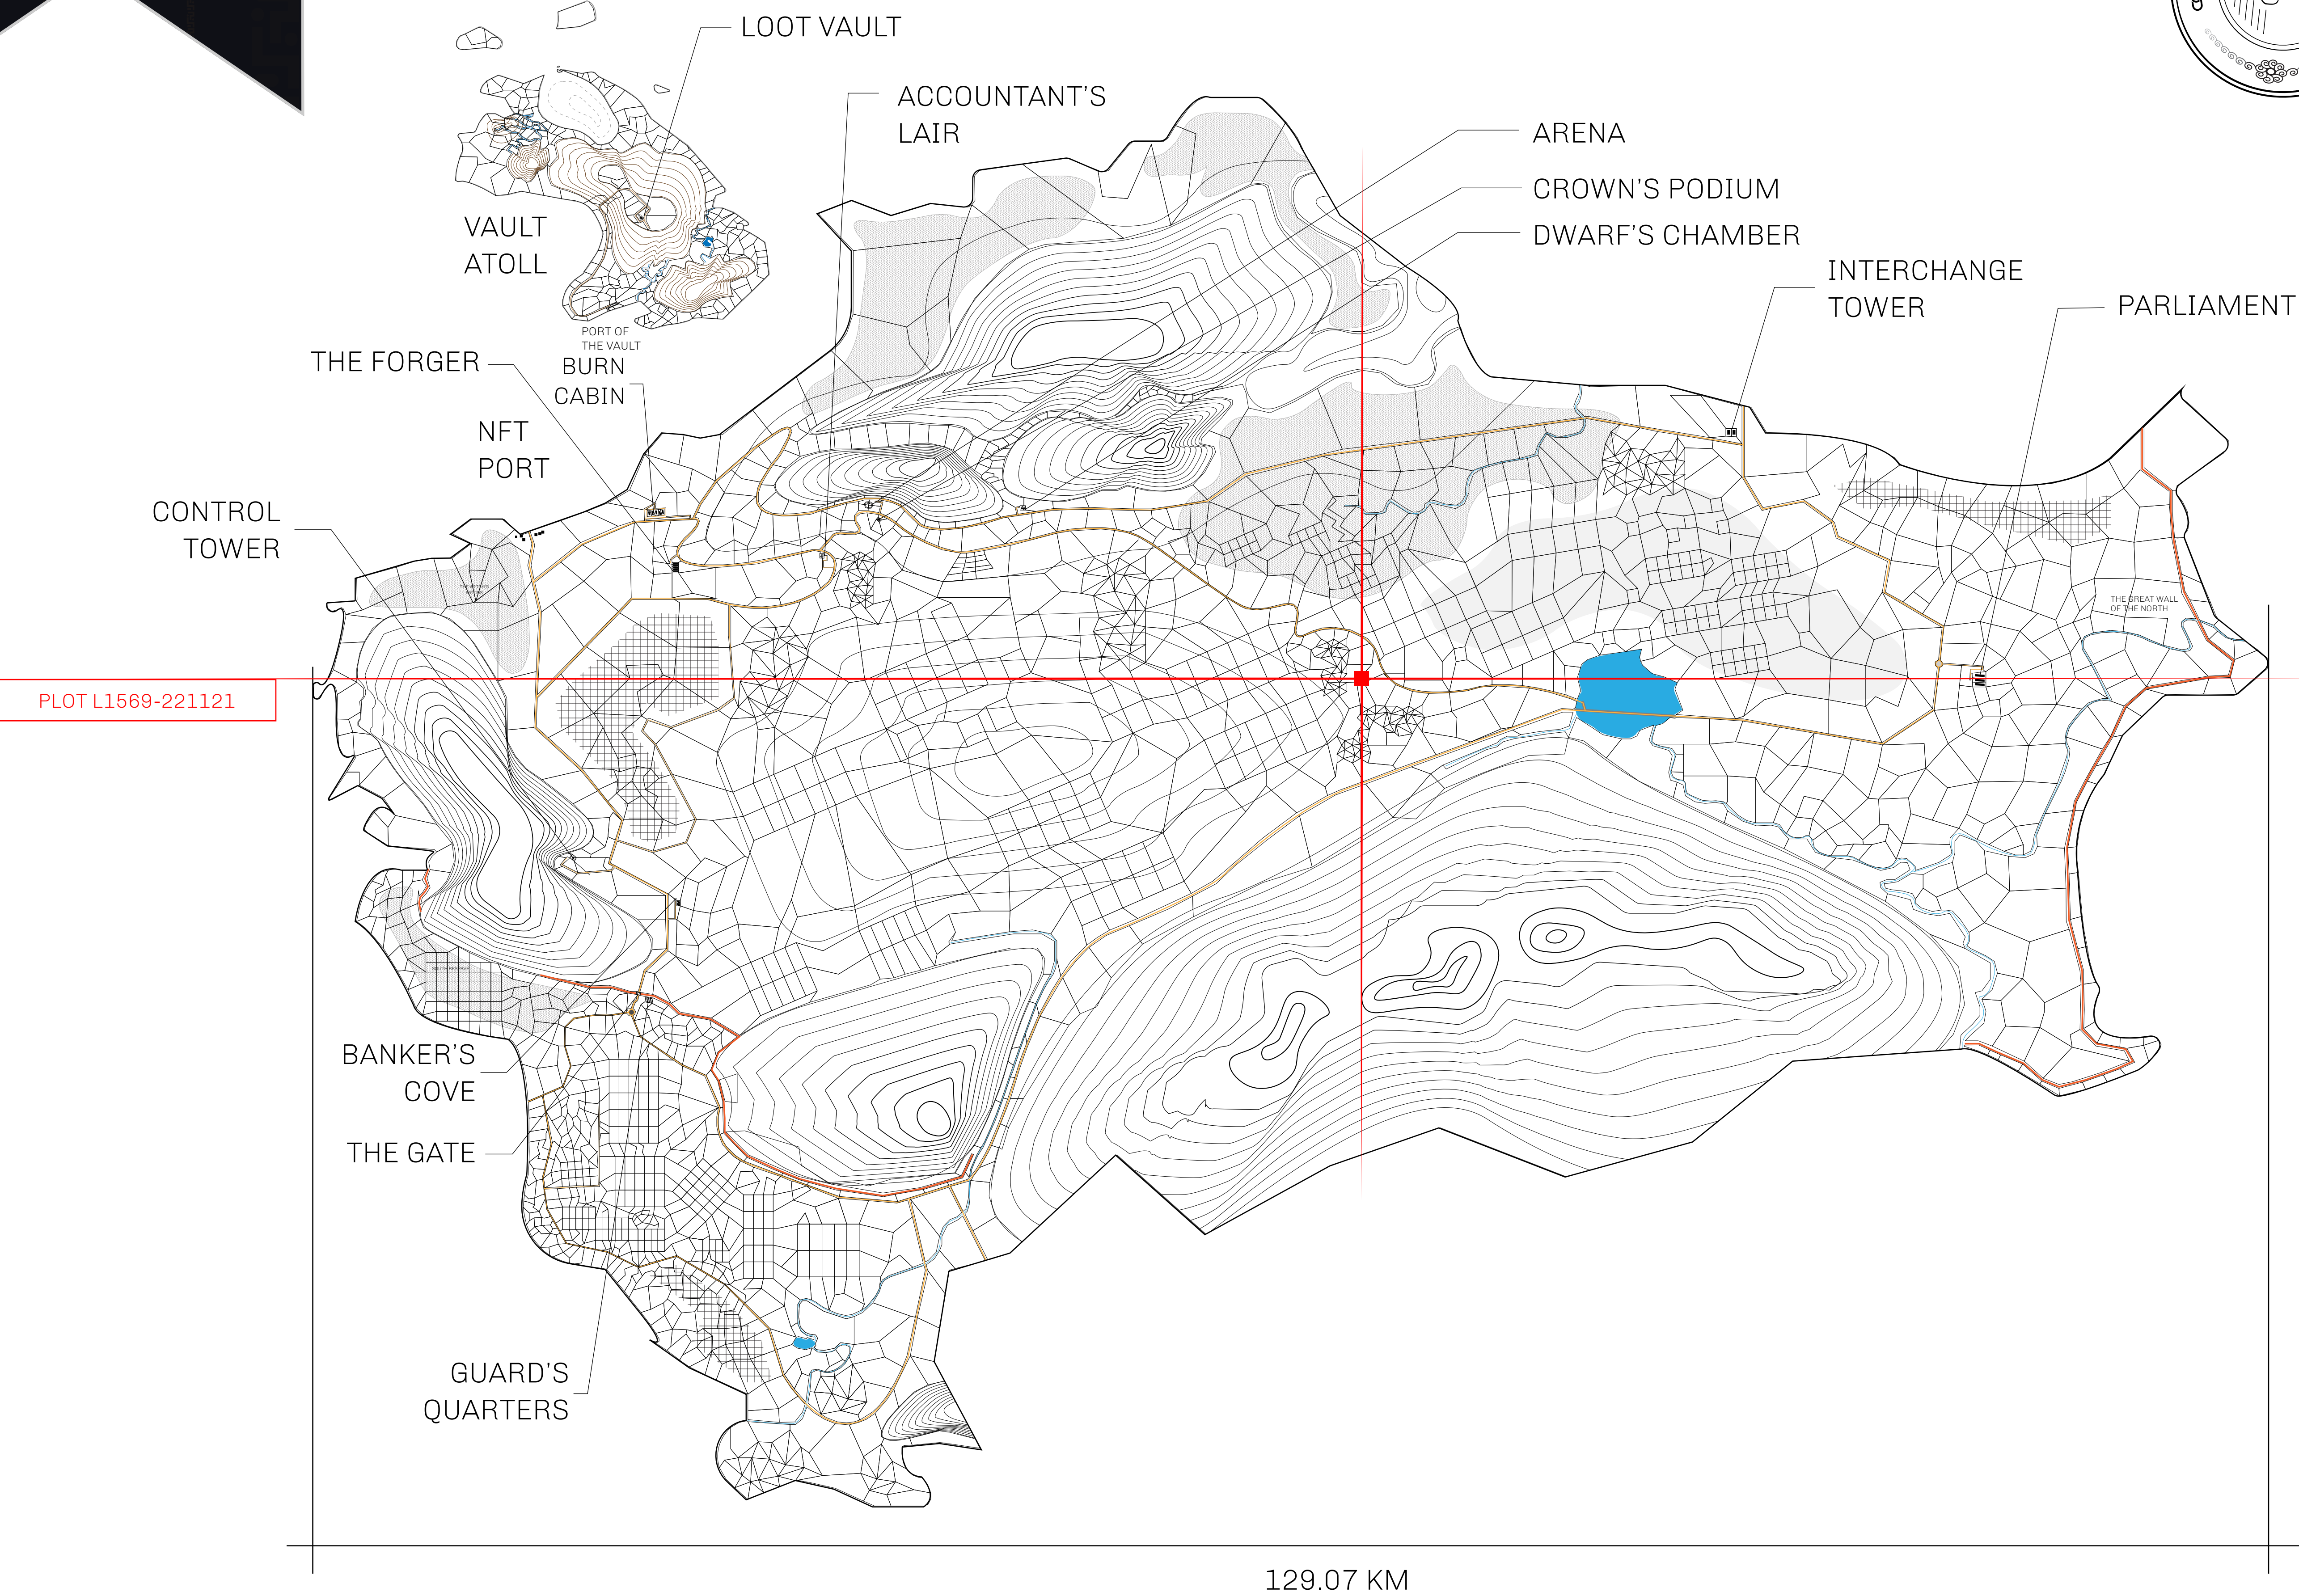 LOOT VAULT
ACCOUNTANT'S
LAIR
ARENA
CROWN'S PODIUM
DWARF'S CHAMBER
VAULT
ATOLL
INTERCHANGE
TOWER
PARLIAMENT
PORT OF
THE VAULT
THE FORGER
BURN
CABIN
NFT
PORT
CONTROL
TOWER
THE GREAT WALL
OF THE NORTH
PLOT L1569-221121
SOUTH RESERVE
BANKER'S
COVE
THE GATE
GUARD'S
QUARTERS
129.07 KM